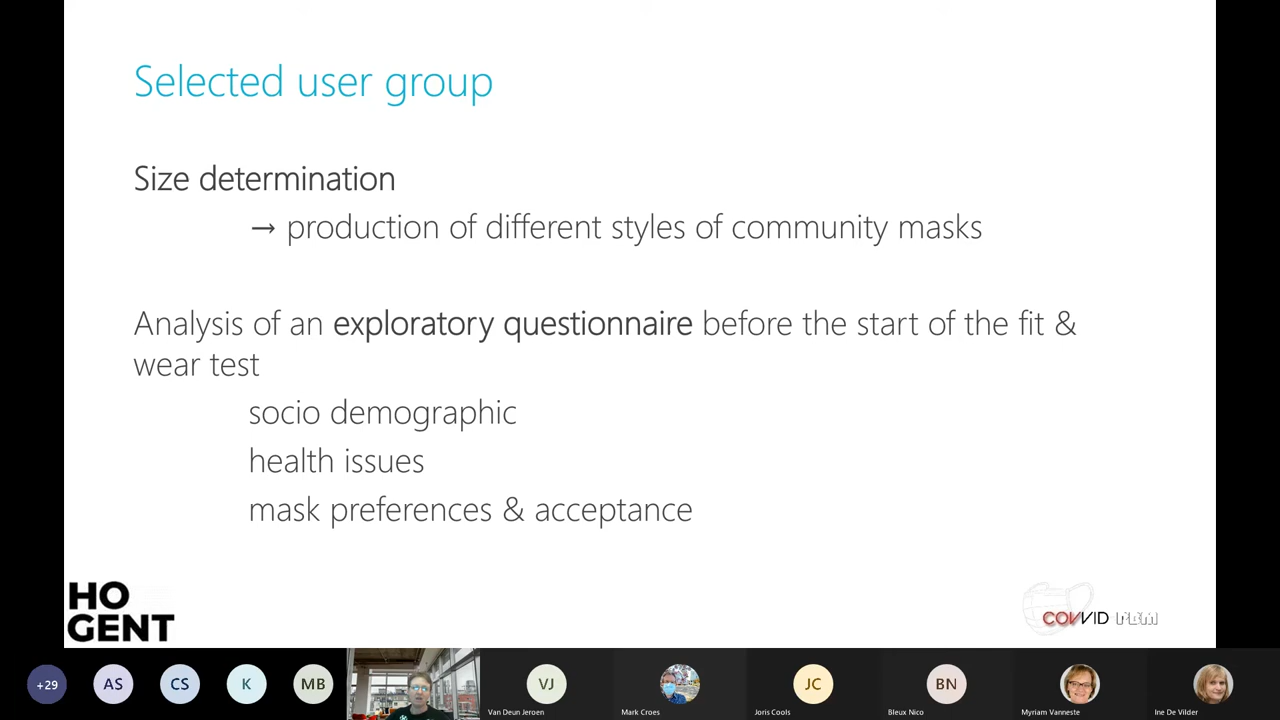 Selected user group
Size determination
→ production of different styles of community masks
Analysis of an exploratory questionnaire before the start of the fit &
wear test
socio demographic
health issues
mask preferences & acceptance
HO
GENT
COVVID PBM
+29
AS
CS
K
MB
VJ
JC
BN
Van Deun Jeroen
Mark Croes
Joris Cools
Bleux Nico
Myriam Vanneste
Ine De Vilder